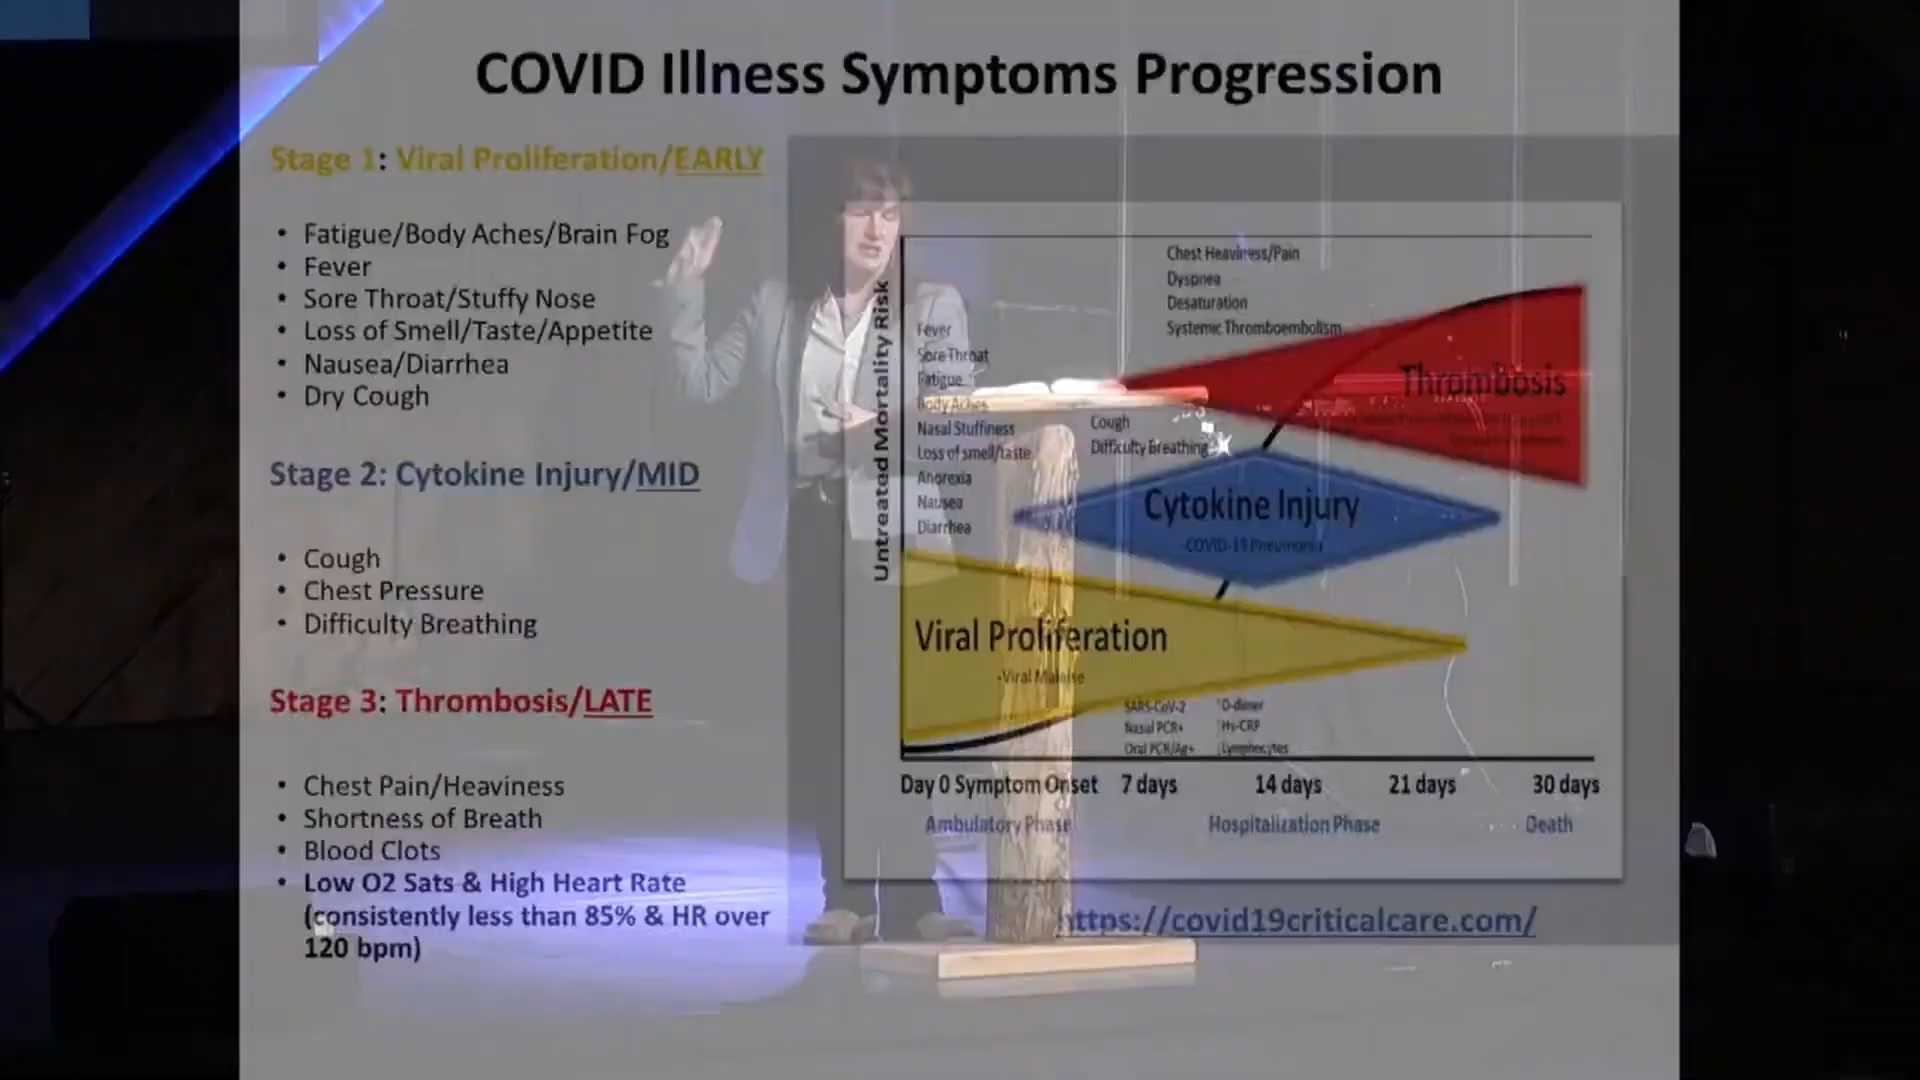 COVID Illness Symptoms Progression
Stage 1: Viral Proliferation/EARLY
• Fatigue/Body Aches/Brain Fog
• Fever
• Sore Throat/Stuffy Nose
• Loss of Smell/Taste/Appetite
• Nausea/Diarrhea
• Dry Cough
Stage 2: Cytokine Injury/MID
• Cough
• Chest Pressure
• Difficulty Breathing
Stage 3: Thrombosis/LATE
• Chest Pain/Heaviness
• Shortness of Breath
• Blood Clots
• Low O2 Sats & High Heart Rate
(consistently less than 85% & HR over
120 bpm)
Untreated Mortality Risk
Chest Heaviness/Pain
Dyspnea
Desaturation
Systemic Thromboembolism
Fever
Sore Throat
Fatigue
Body Aches
Nasal Stuffiness
Loss of smell/taste
Anorexia
Nausea
Diarrhea
Cough
Difficulty Breathing
Thrombosis
Cytokine Injury
-COVID-19 Pneumonia
Viral Proliferation
-Viral Malaise
SARS-CoV-2
Nasal PCR+
Oral PCR/Ag+
D-dimer
Hs-CRP
Lymphocytes
Day 0 Symptom Onset 7 days 14 days 21 days 30 days
Ambulatory Phase Hospitalization Phase Death
https://covid19criticalcare.com/